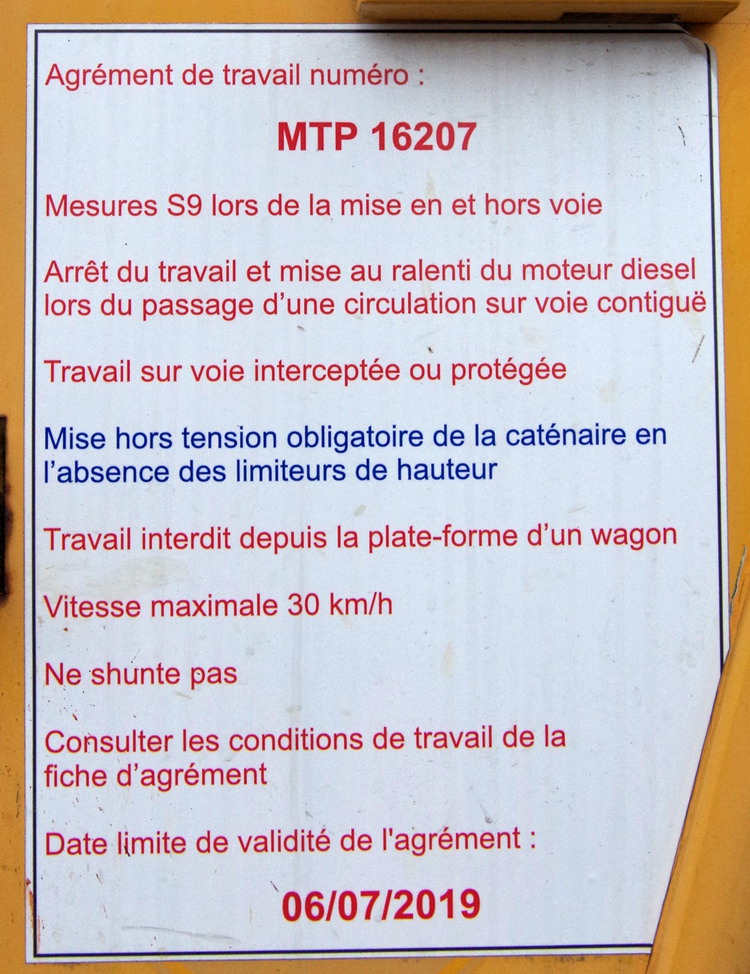 Agrément de travail numéro :
MTP 16207
Mesures S9 lors de la mise en et hors voie
Arrêt du travail et mise au ralenti du moteur diesel
lors du passage d'une circulation sur voie contiguë
Travail sur voie interceptée ou protégée
Mise hors tension obligatoire de la caténaire en
l'absence des limiteurs de hauteur
Travail interdit depuis la plate-forme d'un wagon
Vitesse maximale 30 km/h
Ne shunte pas
Consulter les conditions de travail de la
fiche d'agrément
Date limite de validité de l'agrément :
06/07/2019